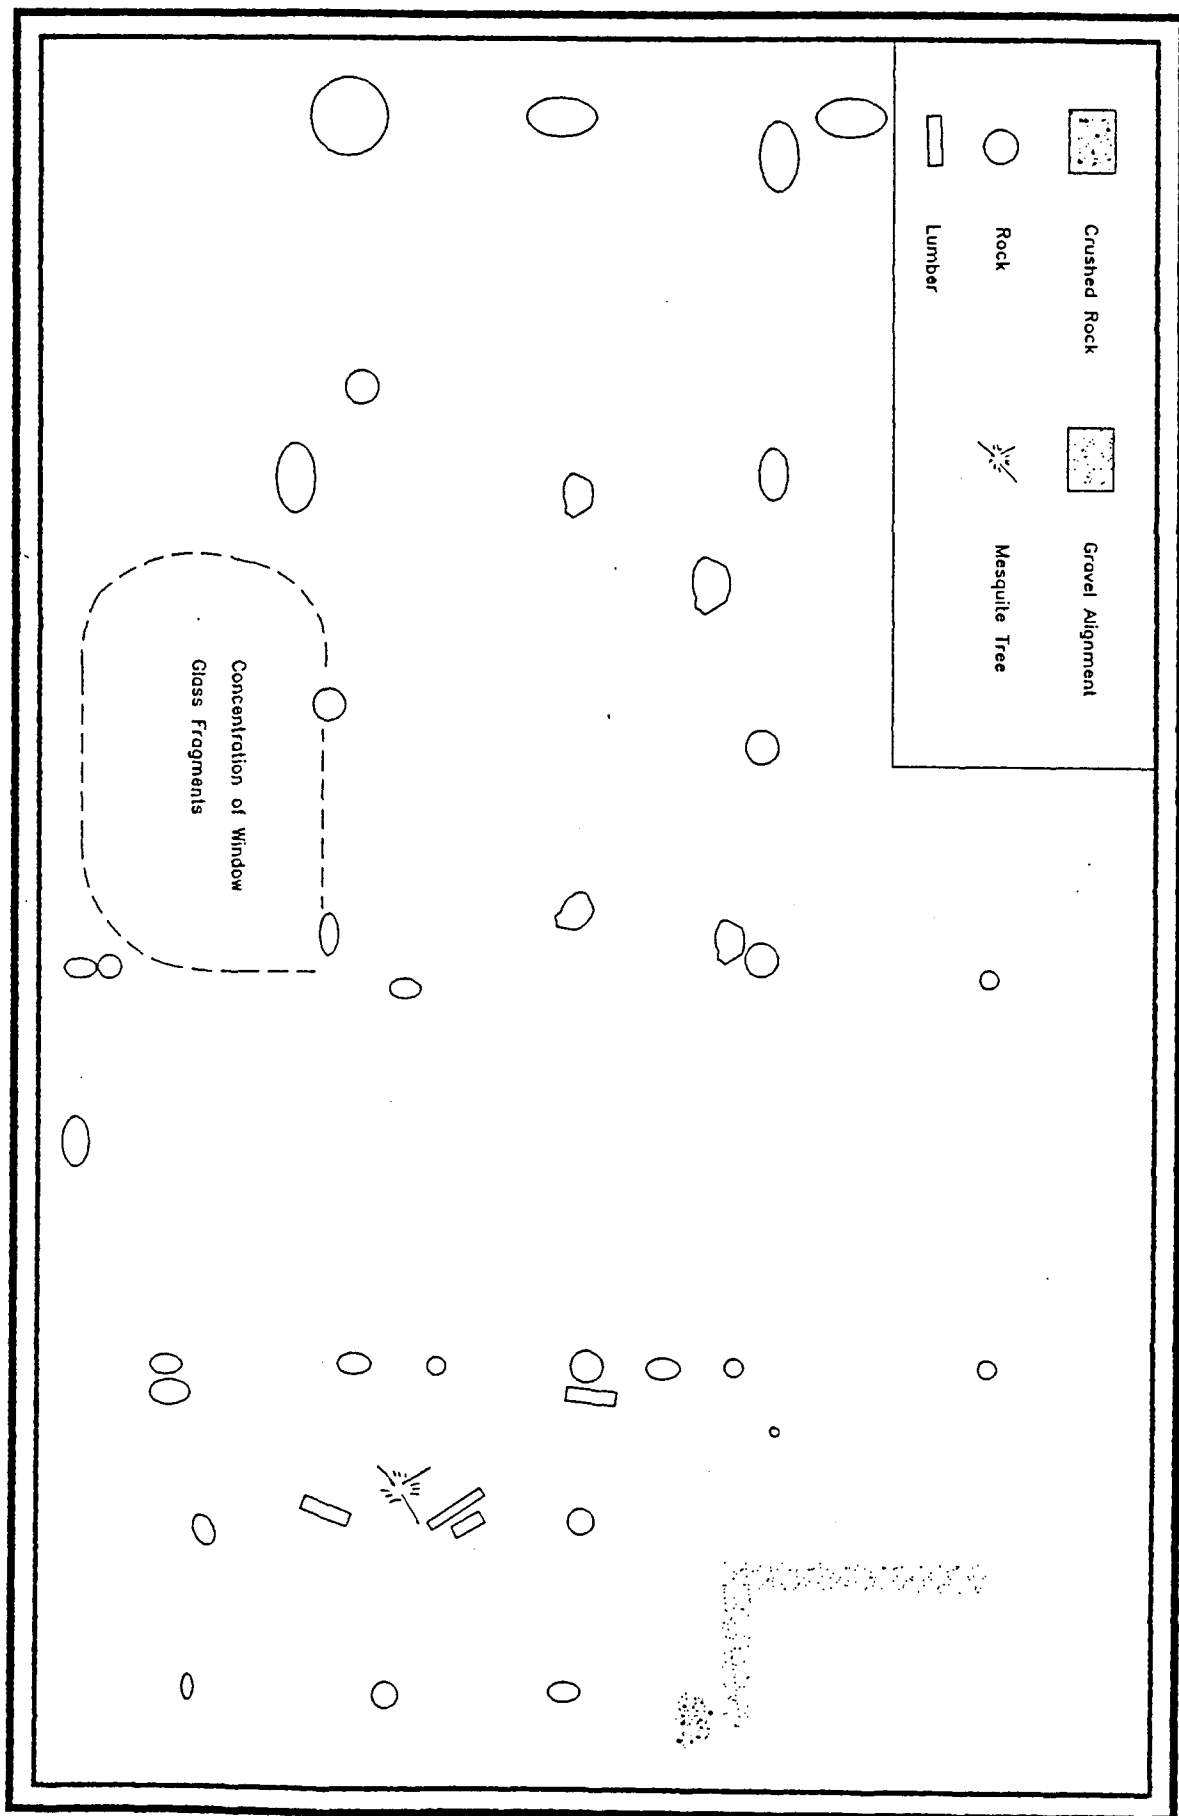 Crushed Rock
Gravel Alignment
Rock
Mesquite Tree
Lumber
Concentration of Window
Glass Fragments